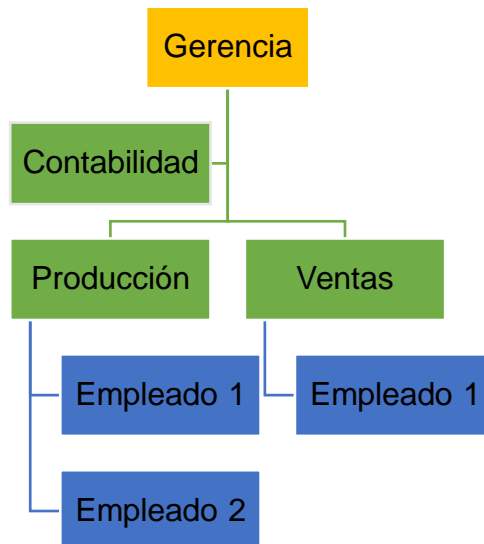 Gerencia
Contabilidad
Producción
Ventas
Empleado 1
Empleado 1
Empleado 2